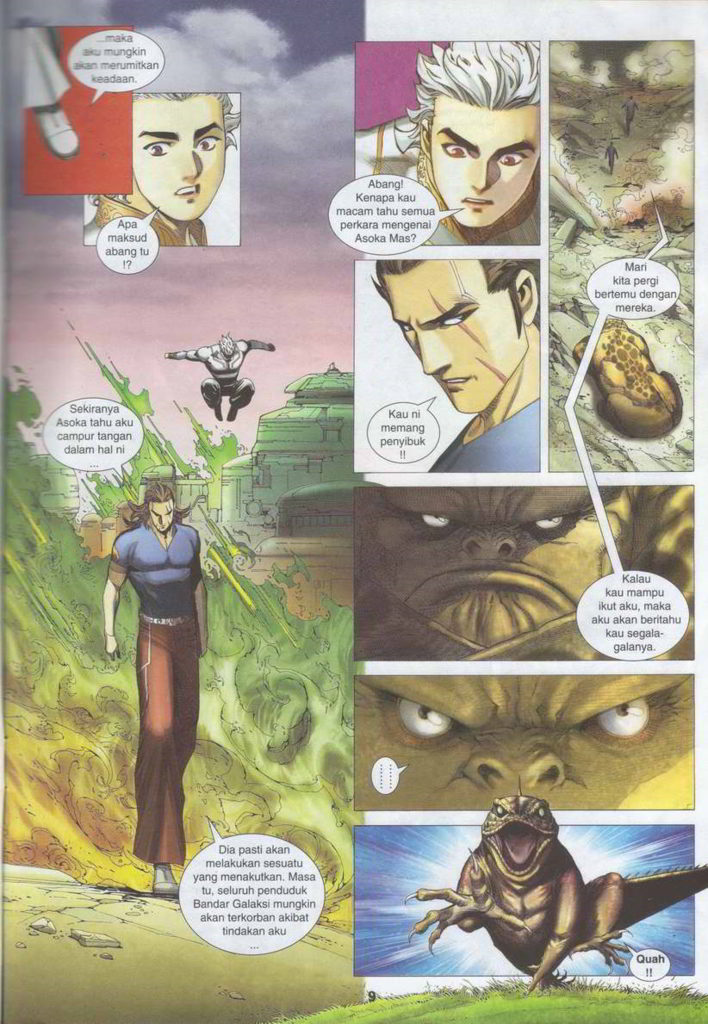 ...maka
aku mungkin
akan merumitkan
keadaan.
Apa
maksud
abang tu
!?
Sekiranya
Asoka tahu aku
campur tangan
dalam hal ni
...
Dia pasti akan
melakukan sesuatu
yang menakutkan. Masa
tu, seluruh penduduk
Bandar Galaksi mungkin
akan terkorban akibat
tindakan aku
...
Abang!
Kenapa kau
macam tahu semua
perkara mengenai
Asoka Mas?
Kau ni
memang
penyibuk
!!
Mari
kita pergi
bertemu dengan
mereka.
Kalau
kau mampu
ikut aku, maka
aku akan beritahu
kau segala-
galanya.
Quah
!!
9